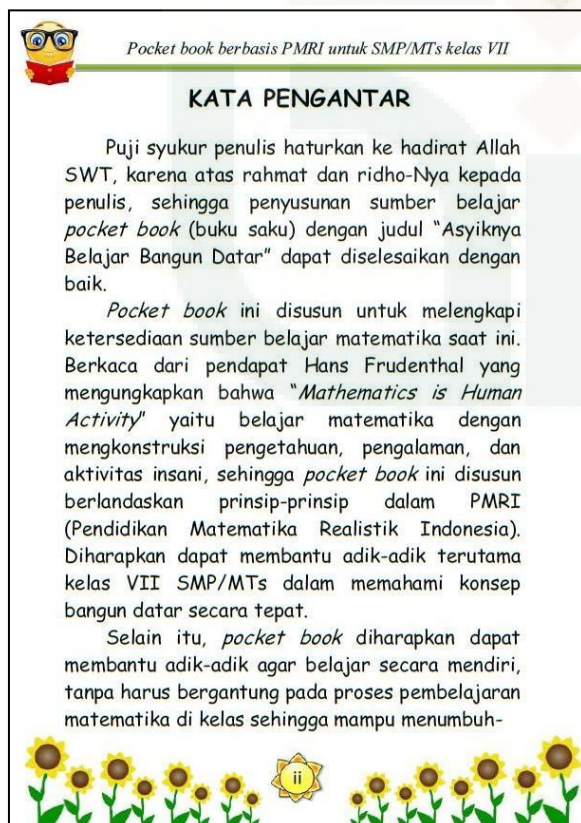 Pocket book berbasis PMRI untuk SMP/MTs kelas VII
KATA PENGANTAR
Puji syukur penulis haturkan ke hadirat Allah
SWT, karena atas rahmat dan ridho-Nya kepada
penulis, sehingga penyusunan sumber belajar
pocket book (buku saku) dengan judul “Asyiknya
Belajar Bangun Datar” dapat diselesaikan dengan
baik.
Pocket book ini disusun untuk melengkapi
ketersediaan sumber belajar matematika saat ini.
Berkaca dari pendapat Hans Frudenthal yang
mengungkapkan bahwa “Mathematics is Human
Activity” yaitu belajar matematika dengan
mengkonstruksi pengetahuan, pengalaman, dan
aktivitas insani, sehingga pocket book ini disusun
berlandaskan prinsip-prinsip dalam PMRI
(Pendidikan Matematika Realistik Indonesia).
Diharapkan dapat membantu adik-adik terutama
kelas VII SMP/MTs dalam memahami konsep
bangun datar secara tepat.
Selain itu, pocket book diharapkan dapat
membantu adik-adik agar belajar secara mendiri,
tanpa harus bergantung pada proses pembelajaran
matematika di kelas sehingga mampu menumbuh-
ii